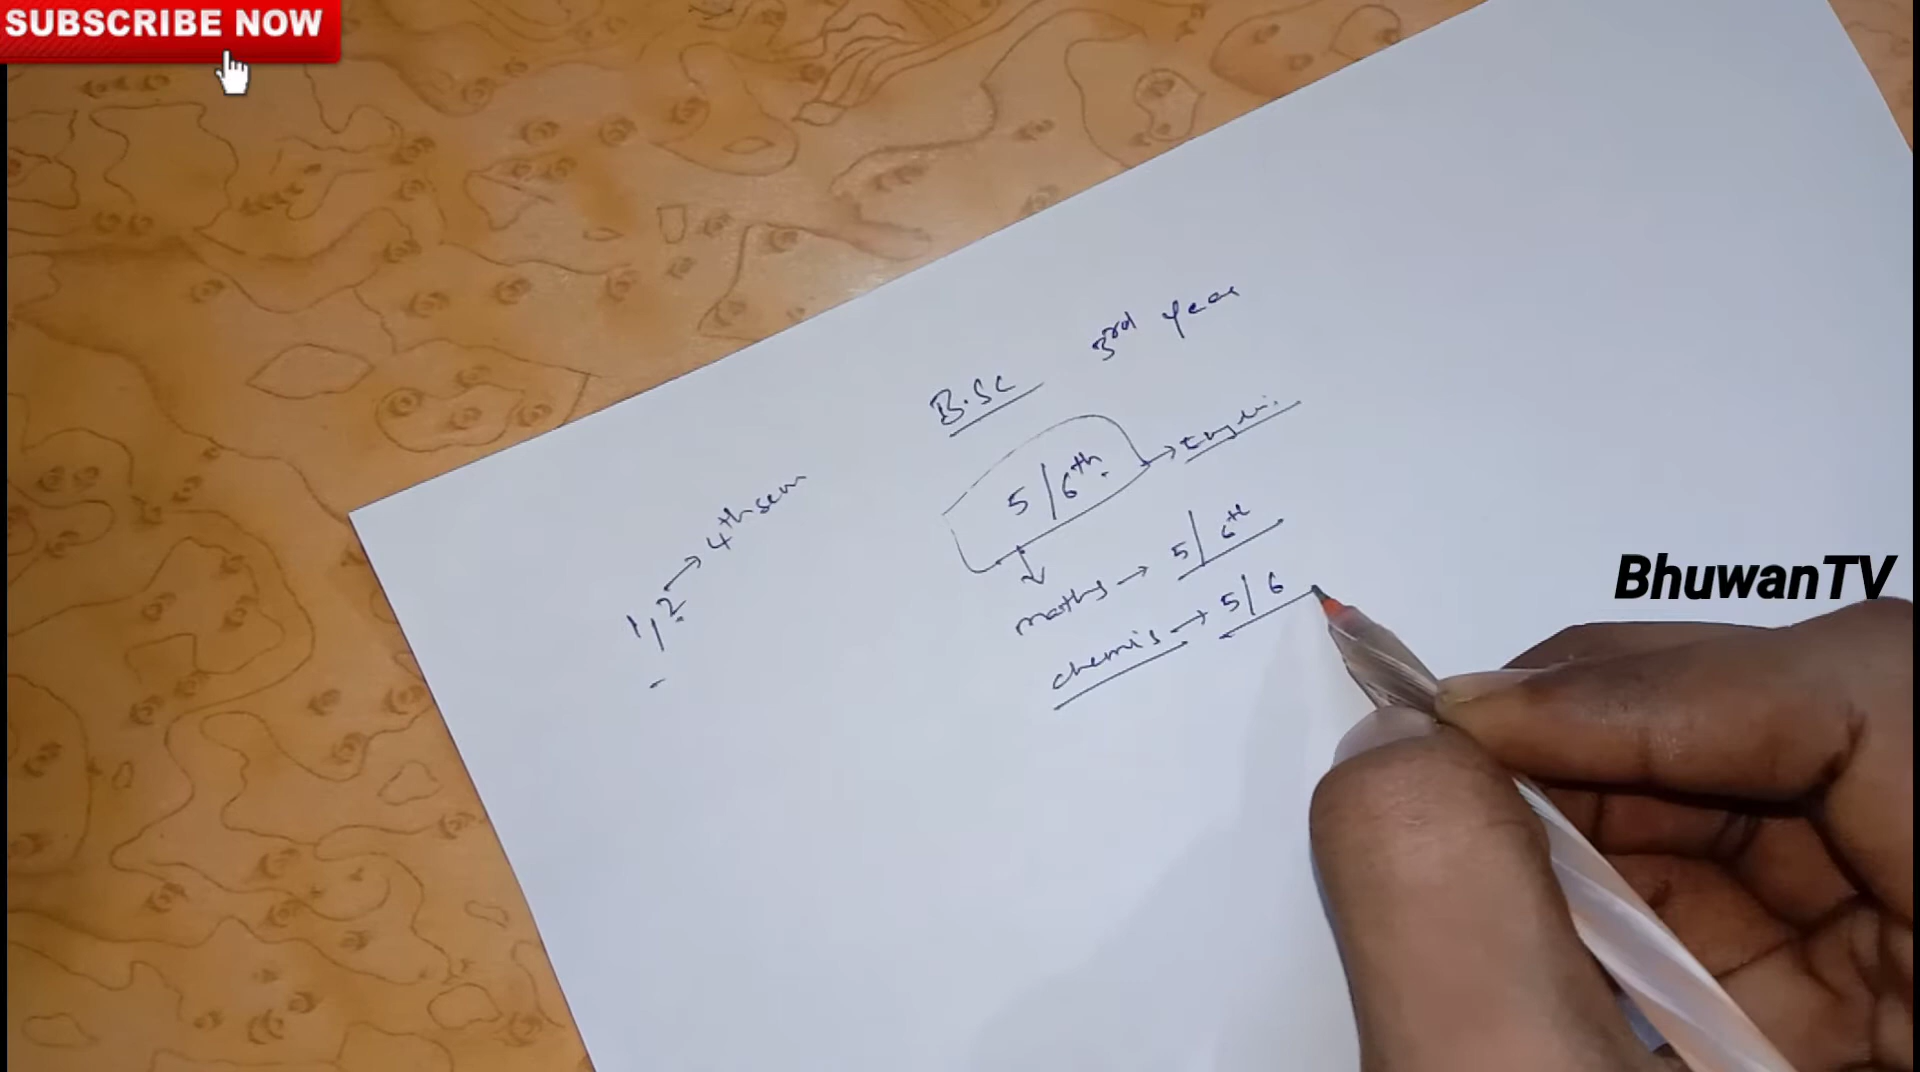 SUBSCRIBE NOW
B.Sc 3rd year
5/6th →
1/2 → 4th sem
maths → 5/6th
chemis → 5/6
BhuwanTV